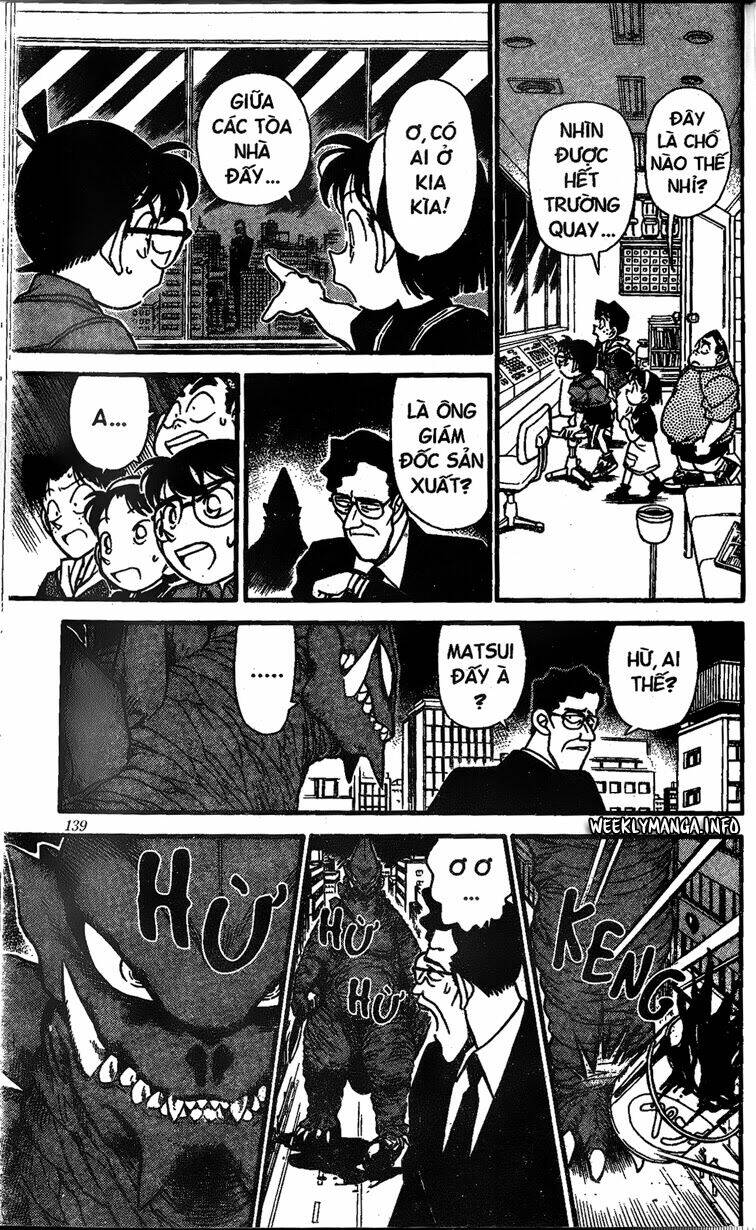 ĐÂY
LÀ CHỖ
NÀO THẾ
NHỈ?
NHÌN
ĐƯỢC
HẾT
TRƯỜNG
QUAY...
Ơ, CÓ
AI Ở
KIA
KÌA!
GIỮA
CÁC TÒA
NHÀ
ĐẤY...
LÀ ÔNG
GIÁM
ĐỐC SẢN
XUẤT?
A...
HỪ, AI
THẾ?
MATSUI
ĐẤY À
?
......
139
WEEKLYMANGA.INFO
KENG
Ơ Ơ
...
HỪ
HỪ
HỪ